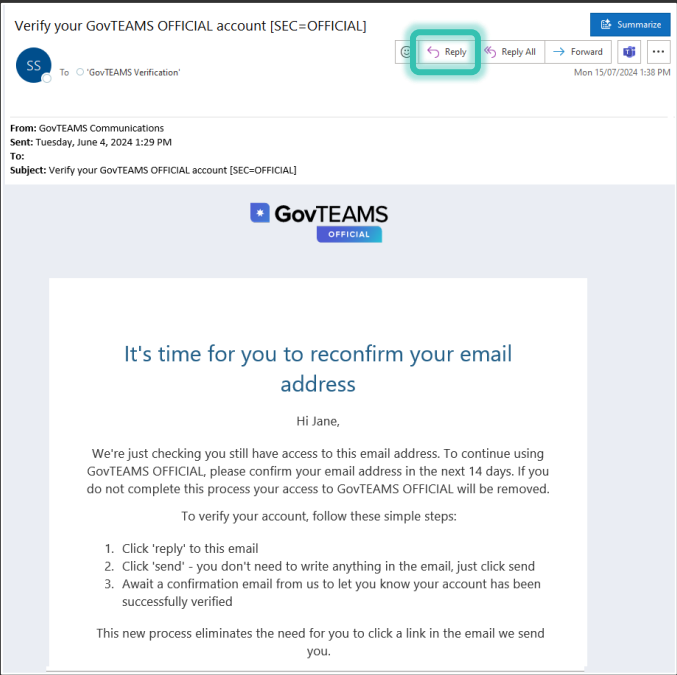 Verify your GovTEAMS OFFICIAL account [SEC=OFFICIAL]
Summarize
Reply
Reply All
Forward
SS
To
'GovTEAMS Verification'
Mon 15/07/2024 1:38 PM
From: GovTEAMS Communications
Sent: Tuesday, June 4, 2024 1:29 PM
To:
Subject: Verify your GovTEAMS OFFICIAL account [SEC=OFFICIAL]
GovTEAMS
OFFICIAL
It's time for you to reconfirm your email
address
Hi Jane,
We're just checking you still have access to this email address. To continue using
GovTEAMS OFFICIAL, please confirm your email address in the next 14 days. If you
do not complete this process your access to GovTEAMS OFFICIAL will be removed.
To verify your account, follow these simple steps:
1. Click 'reply' to this email
2. Click 'send' - you don't need to write anything in the email, just click send
3. Await a confirmation email from us to let you know your account has been
successfully verified
This new process eliminates the need for you to click a link in the email we send
you.